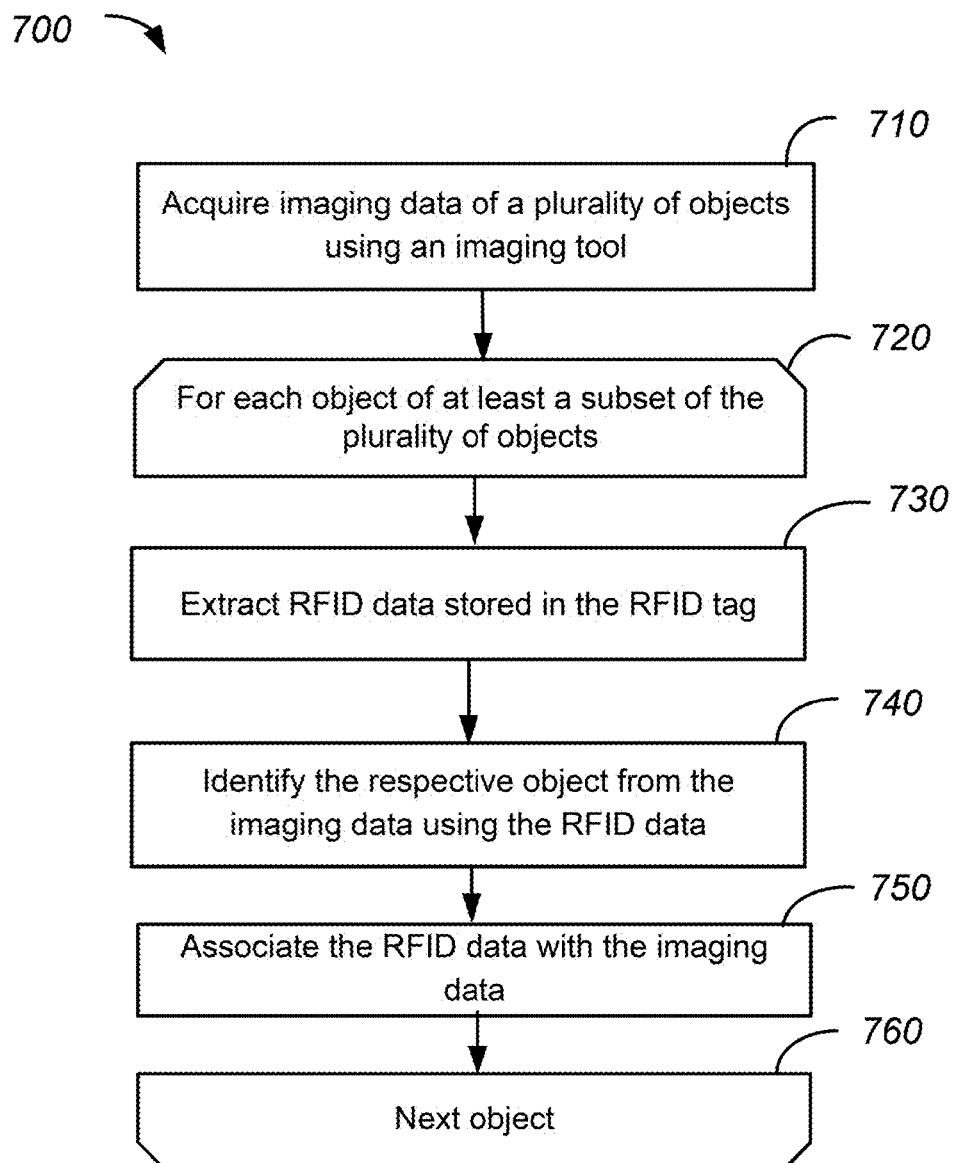 700
710
Acquire imaging data of a plurality of objects
using an imaging tool
720
For each object of at least a subset of the
plurality of objects
730
Extract RFID data stored in the RFID tag
740
Identify the respective object from the
imaging data using the RFID data
750
Associate the RFID data with the imaging
data
760
Next object